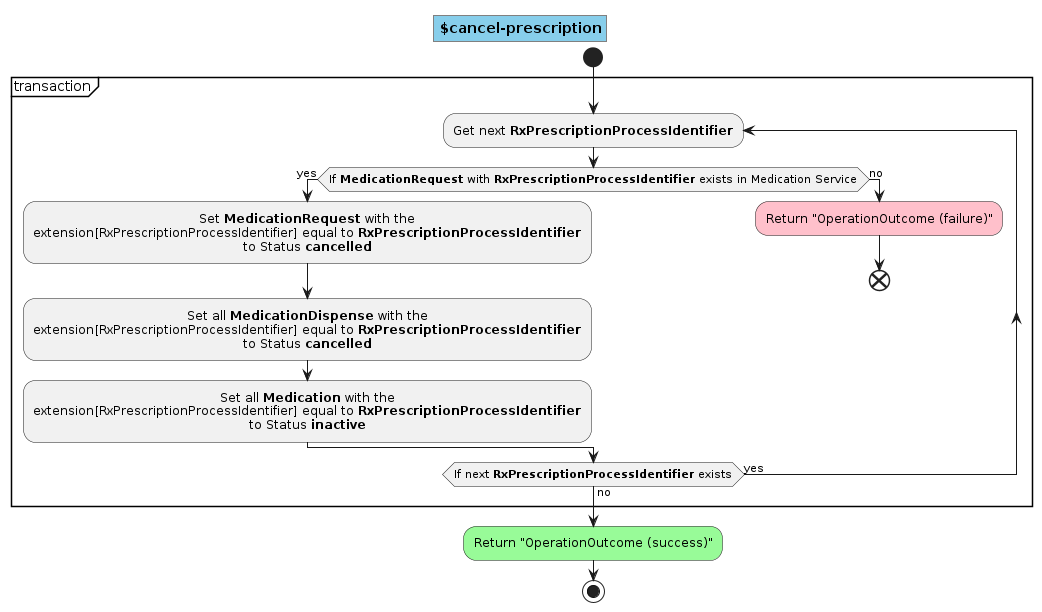 $cancel-prescription
transaction
Get next RxPrescriptionProcessIdentifier
yes
If MedicationRequest with RxPrescriptionProcessIdentifier exists in Medication Service
no
Set MedicationRequest with the
extension[RxPrescriptionProcessIdentifier] equal to RxPrescriptionProcessIdentifier
to Status cancelled
Return "OperationOutcome (failure)"
Set all MedicationDispense with the
extension[RxPrescriptionProcessIdentifier] equal to RxPrescriptionProcessIdentifier
to Status cancelled
Set all Medication with the
extension[RxPrescriptionProcessIdentifier] equal to RxPrescriptionProcessIdentifier
to Status inactive
If next RxPrescriptionProcessIdentifier exists
yes
no
Return "OperationOutcome (success)"